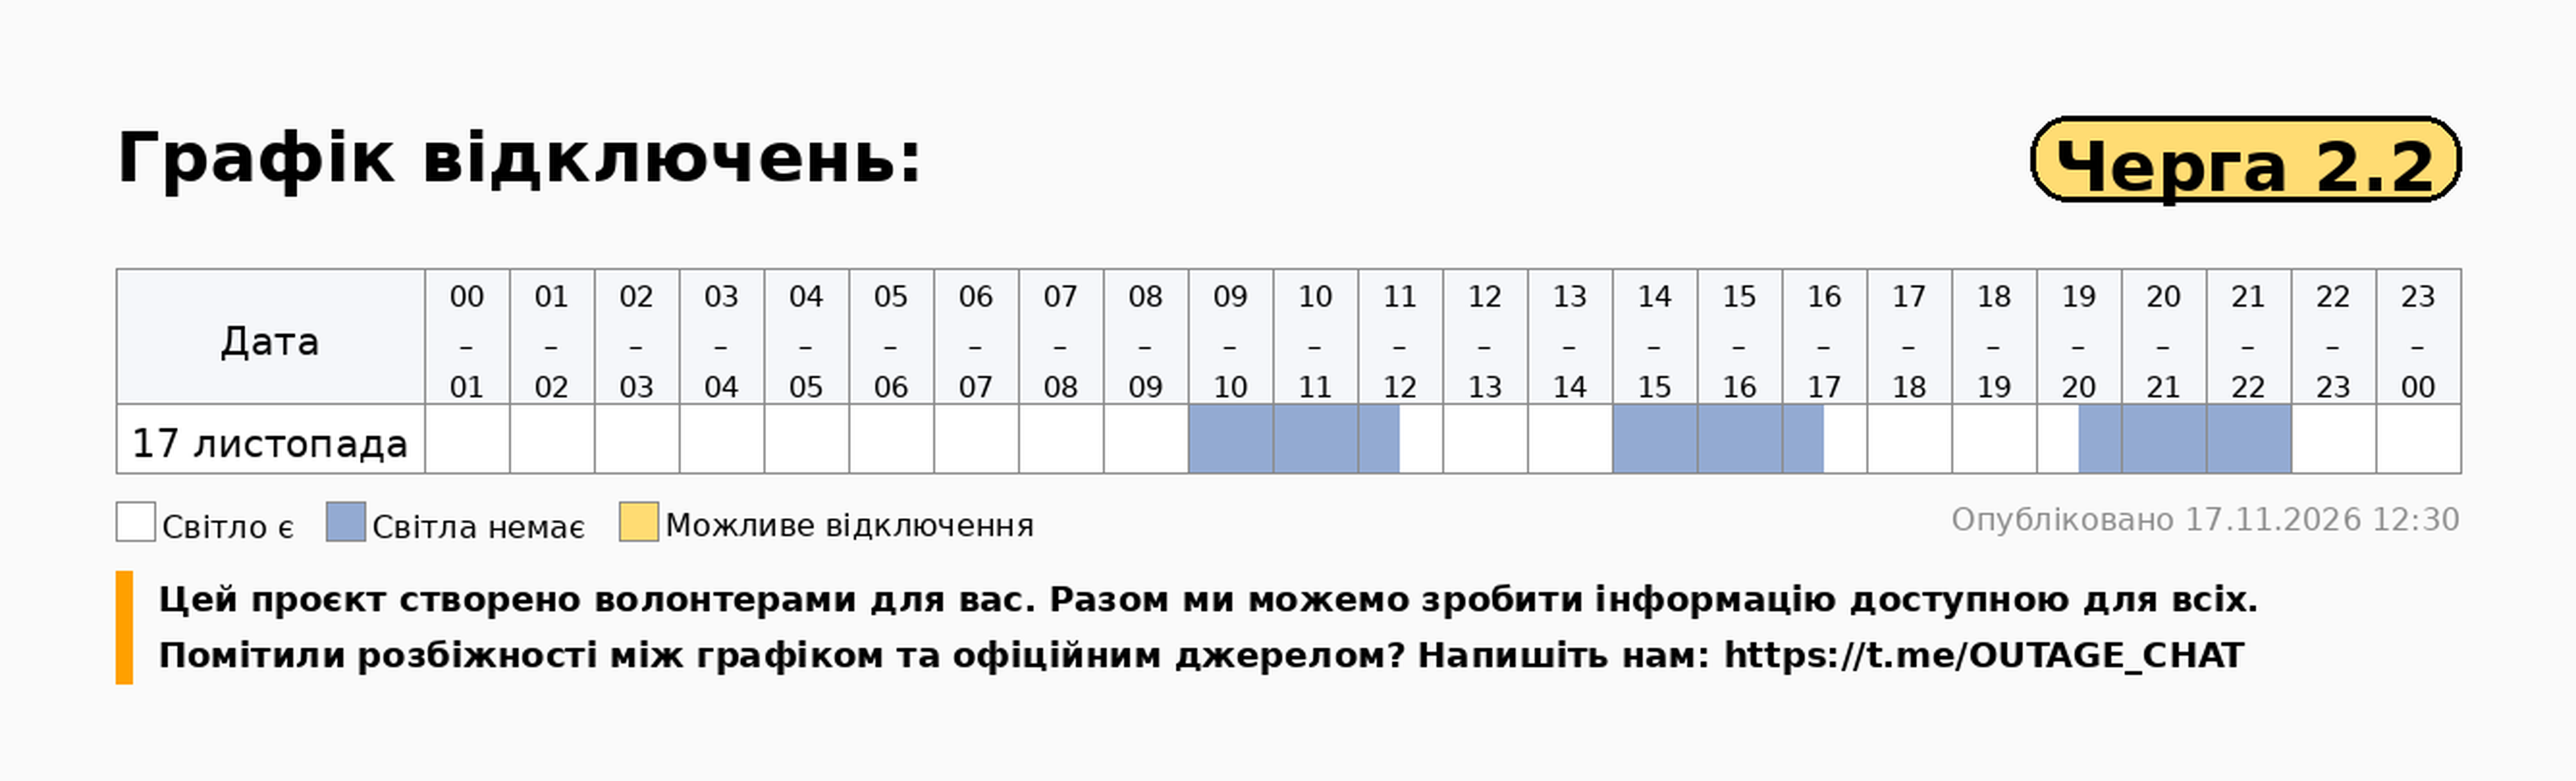 Графік відключень:
Черга 2.2
Дата
00 – 01
01 – 02
02 – 03
03 – 04
04 – 05
05 – 06
06 – 07
07 – 08
08 – 09
09 – 10
10 – 11
11 – 12
12 – 13
13 – 14
14 – 15
15 – 16
16 – 17
17 – 18
18 – 19
19 – 20
20 – 21
21 – 22
22 – 23
23 – 00
17 листопада
Світло є
Світла немає
Можливе відключення
Опубліковано 17.11.2026 12:30
Цей проєкт створено волонтерами для вас. Разом ми можемо зробити інформацію доступною для всіх.
Помітили розбіжності між графіком та офіційним джерелом? Напишіть нам: https://t.me/OUTAGE_CHAT